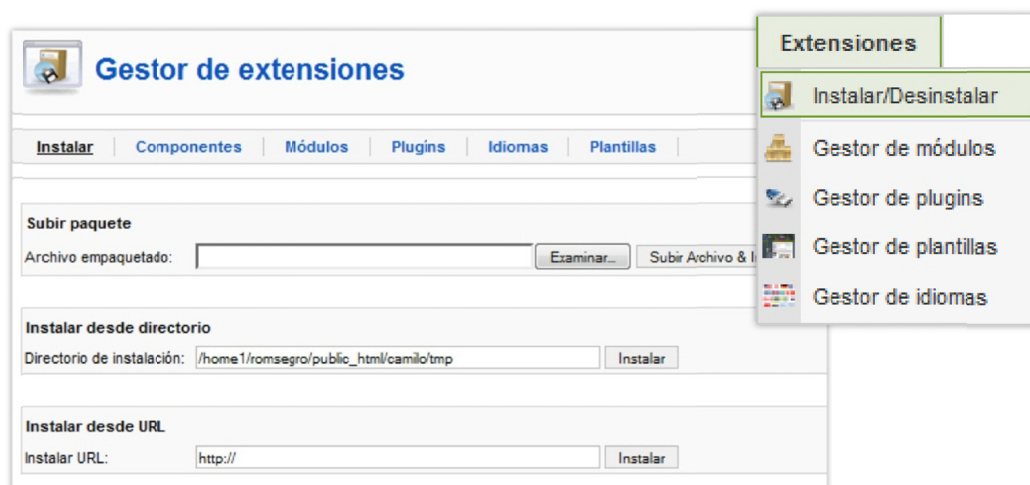 Gestor de extensiones
Instalar Componentes Módulos Plugins Idiomas Plantillas
Subir paquete
Archivo empaquetado: Examinar... Subir Archivo &
Instalar desde directorio
Directorio de instalación: /home1/romsegro/public_html/camilo/tmp Instalar
Instalar desde URL
Instalar URL: http:// Instalar
Extensiones
Instalar/Desinstalar
Gestor de módulos
Gestor de plugins
Gestor de plantillas
Gestor de idiomas